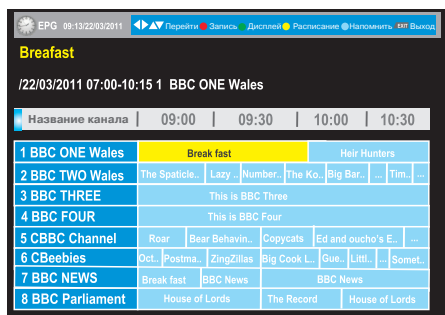 EPG 09:13/22/03/2011 Перейти Запись Дисплей Расписание Напомнить EXIT Выход
Breafast
/22/03/2011 07:00-10:15 1 BBC ONE Wales
Название канала | 09:00 | 09:30 | 10:00 | 10:30
1 BBC ONE Wales Break fast Heir Hunters
2 BBC TWO Wales The Spaticle.. Lazy .. Number.. The Ko.. Big Bar.. ... Tim.. ...
3 BBC THREE This is BBC Three
4 BBC FOUR This is BBC Four
5 CBBC Channel Roar Bear Behavin.. Copycats Ed and oucho's E.. ...
6 CBeebies Oct.. Postma.. ZingZillas Big Cook L.. Gue.. Littl.. ... Somet..
7 BBC NEWS Break fast BBC News BBC News
8 BBC Parliament House of Lords The Record House of Lords